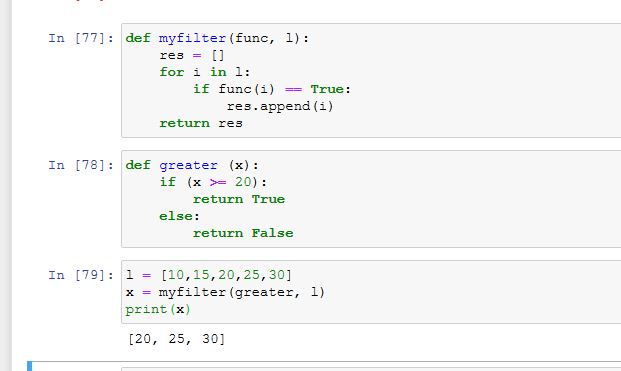 In [77]: def myfilter(func, l):
    res = []
    for i in l:
        if func(i) == True:
            res.append(i)
    return res
In [78]: def greater (x):
    if (x >= 20):
        return True
    else:
        return False
In [79]: l = [10,15,20,25,30]
x = myfilter(greater, l)
print(x)
[20, 25, 30]